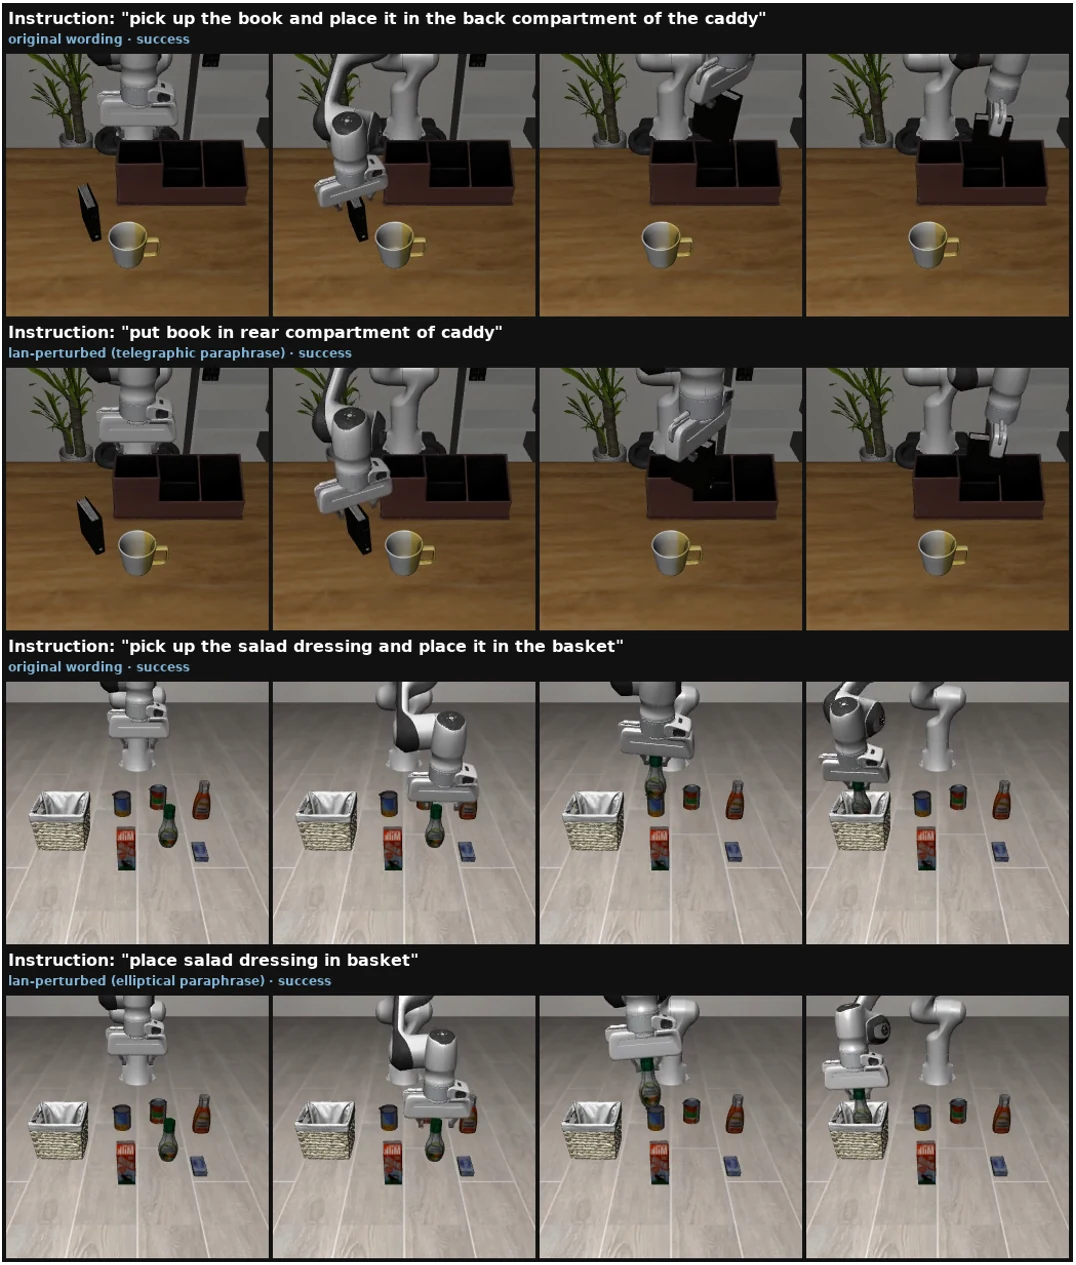 Instruction: "pick up the book and place it in the back compartment of the caddy"
original wording · success
Instruction: "put book in rear compartment of caddy"
lan-perturbed (telegraphic paraphrase) · success
Instruction: "pick up the salad dressing and place it in the basket"
original wording · success
Instruction: "place salad dressing in basket"
lan-perturbed (elliptical paraphrase) · success